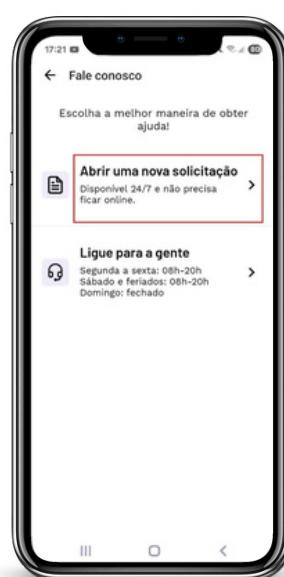 17:21
← Fale conosco
Escolha a melhor maneira de obter
ajuda!
Abrir uma nova solicitação
Disponível 24/7 e não precisa
ficar online.
Ligue para a gente
Segunda a sexta: 08h-20h
Sábado e feriados: 08h-20h
Domingo: fechado